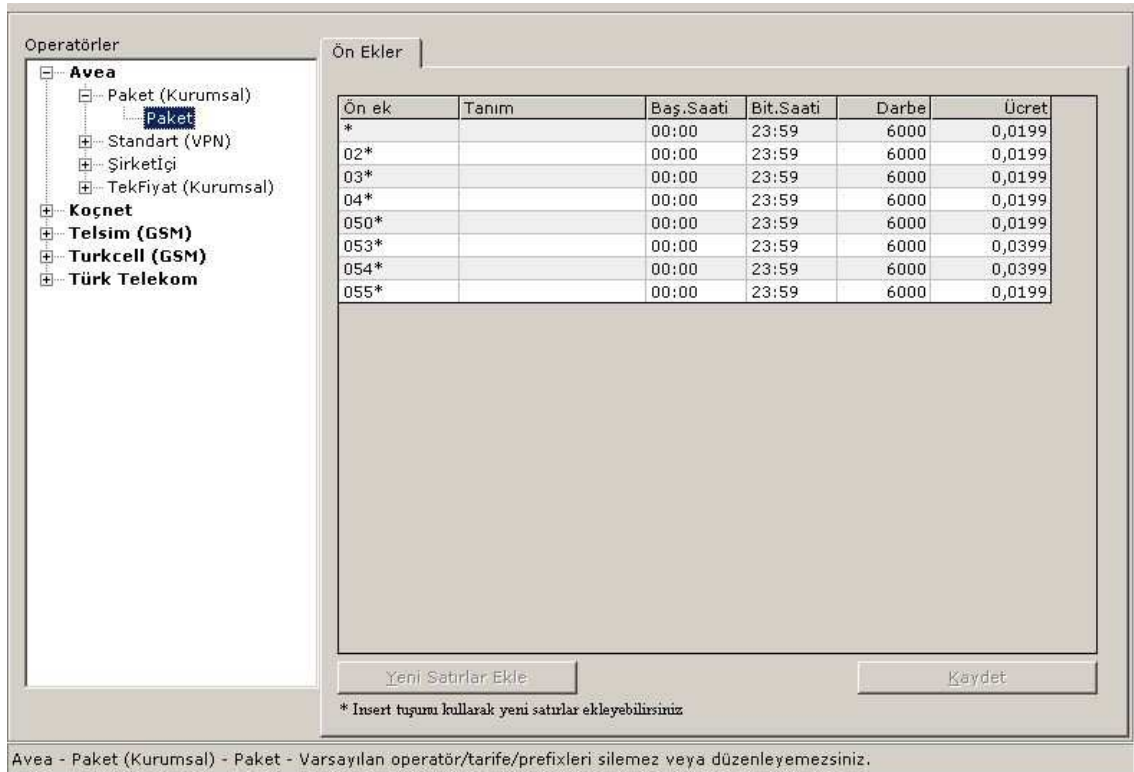 Operatörler
Avea
Paket (Kurumsal)
Paket
Standart (VPN)
Şirketİçi
TekFiyat (Kurumsal)
Koçnet
Telsim (GSM)
Turkcell (GSM)
Türk Telekom
Ön Ekler
Ön ek Tanım Baş.Saati Bit.Saati Darbe Ücret
* 00:00 23:59 6000 0,0199
02* 00:00 23:59 6000 0,0199
03* 00:00 23:59 6000 0,0199
04* 00:00 23:59 6000 0,0199
050* 00:00 23:59 6000 0,0199
053* 00:00 23:59 6000 0,0399
054* 00:00 23:59 6000 0,0399
055* 00:00 23:59 6000 0,0199
Yeni Satırlar Ekle Kaydet
* Insert tuşunu kullarak yeni satırlar ekleyebilirsiniz
Avea - Paket (Kurumsal) - Paket - Varsayılan operatör/tarife/prefixleri silemez veya düzenleyemezsiniz.